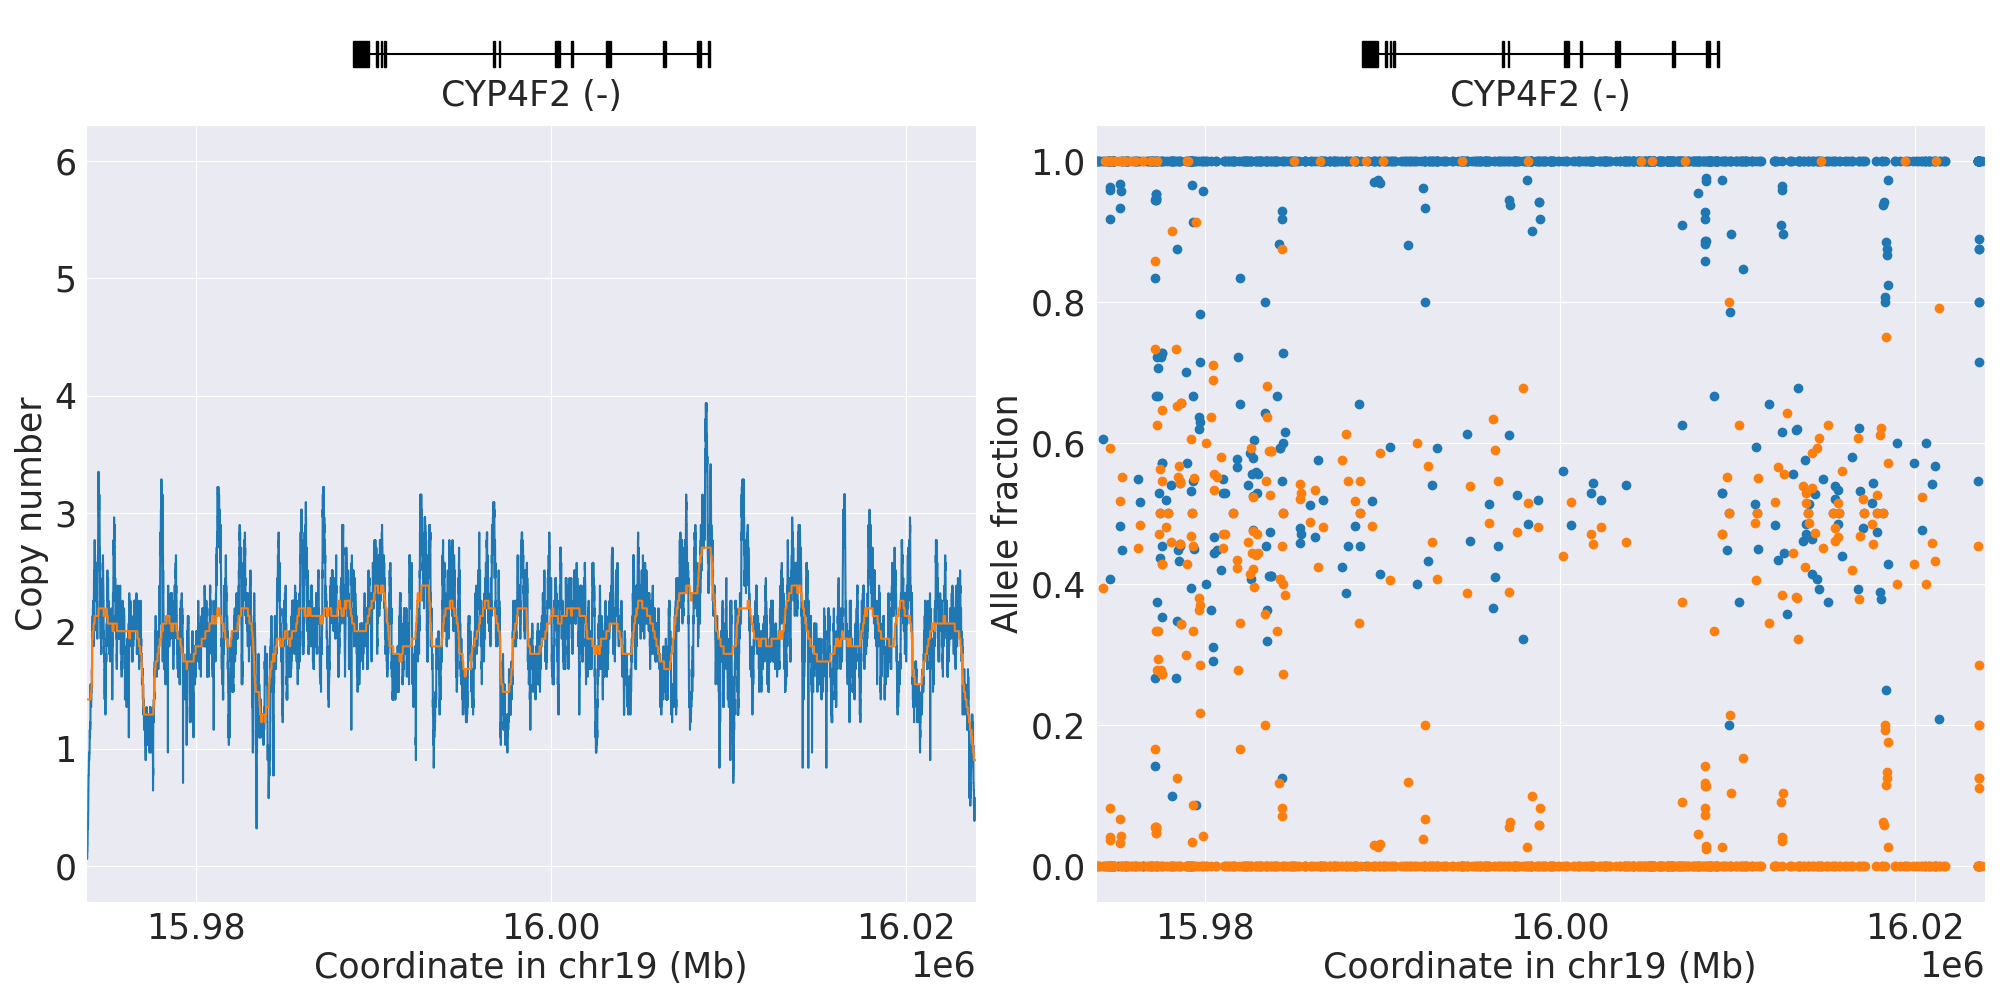 CYP4F2 (-)
6
5
4
3
2
1
0
Copy number
15.98
16.00
16.02
Coordinate in chr19 (Mb)
1e6
CYP4F2 (-)
1.0
0.8
0.6
0.4
0.2
0.0
Allele fraction
15.98
16.00
16.02
Coordinate in chr19 (Mb)
1e6